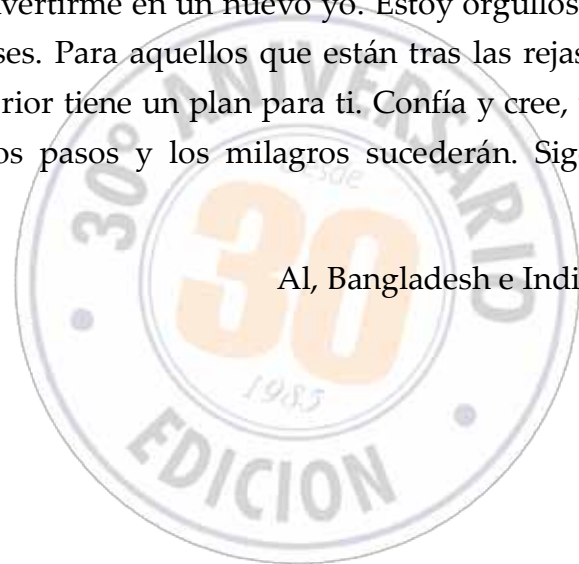 vertirme en un nuevo yo. Estoy orgullos
ses. Para aquellos que están tras las rejas
rior tiene un plan para ti. Confía y cree,
os pasos y los milagros sucederán. Sig
Al, Bangladesh e Indi
30º ANIVERSARIO
desde
30
1985
EDICION